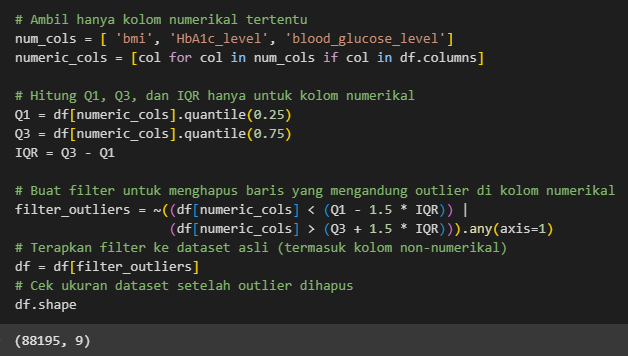 # Ambil hanya kolom numerikal tertentu
num_cols = [ 'bmi', 'HbA1c_level', 'blood_glucose_level']
numeric_cols = [col for col in num_cols if col in df.columns]
# Hitung Q1, Q3, dan IQR hanya untuk kolom numerikal
Q1 = df[numeric_cols].quantile(0.25)
Q3 = df[numeric_cols].quantile(0.75)
IQR = Q3 - Q1
# Buat filter untuk menghapus baris yang mengandung outlier di kolom numerikal
filter_outliers = ~((df[numeric_cols] < (Q1 - 1.5 * IQR)) |
(df[numeric_cols] > (Q3 + 1.5 * IQR))).any(axis=1)
# Terapkan filter ke dataset asli (termasuk kolom non-numerikal)
df = df[filter_outliers]
# Cek ukuran dataset setelah outlier dihapus
df.shape
(88195, 9)